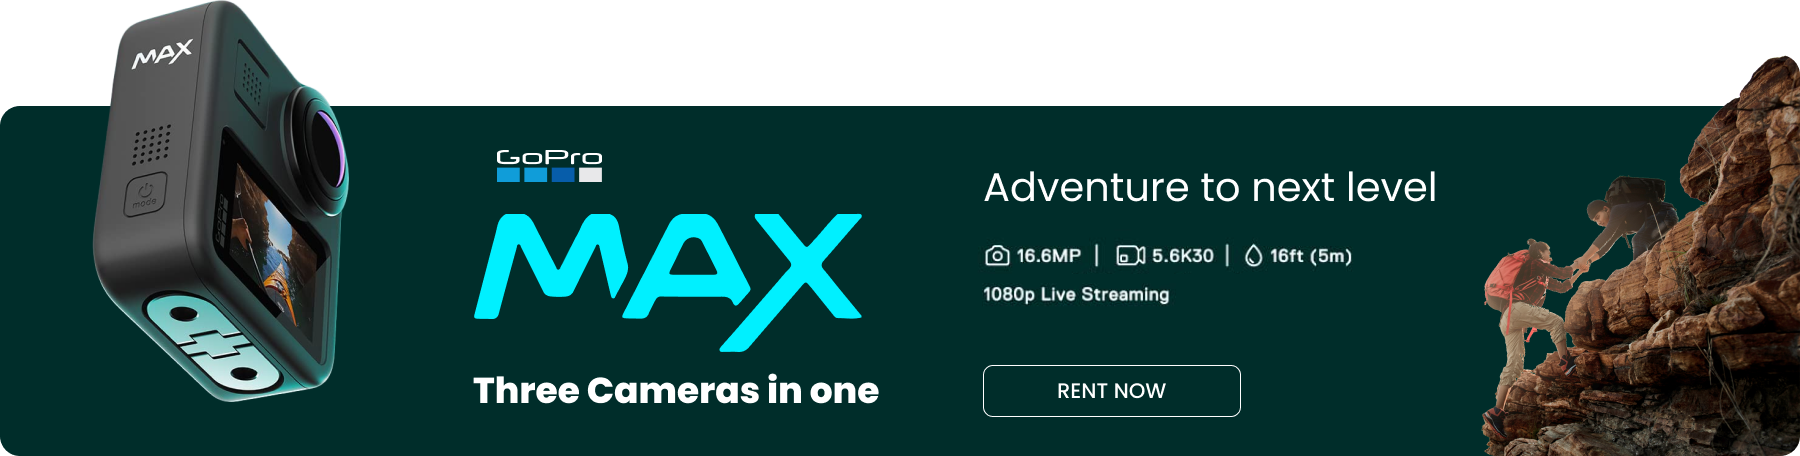 MAX
mode
GoPro
MAX
Three Cameras in one
Adventure to next level
16.6MP | 5.6K30 | 16ft (5m)
1080p Live Streaming
RENT NOW